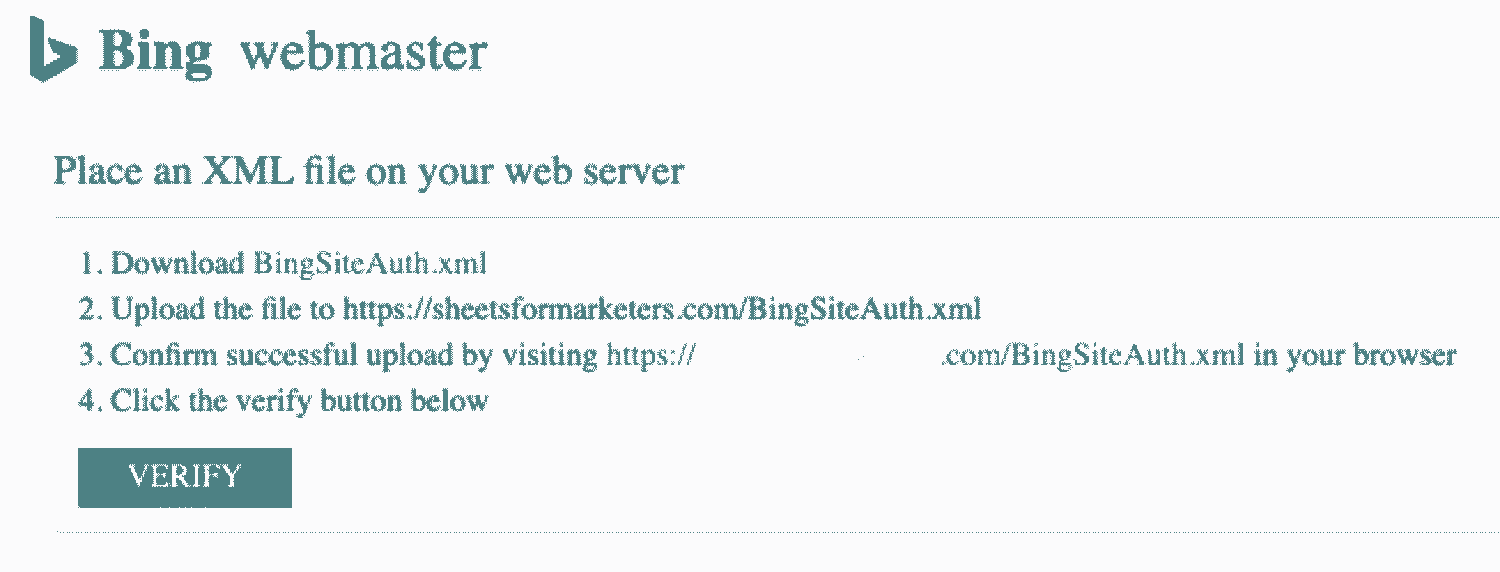 Bing webmaster
Place an XML file on your web server
1. Download BingSiteAuth.xml
2. Upload the file to https://sheetsformarketers.com/BingSiteAuth.xml
3. Confirm successful upload by visiting https:// .com/BingSiteAuth.xml in your browser
4. Click the verify button below
VERIFY